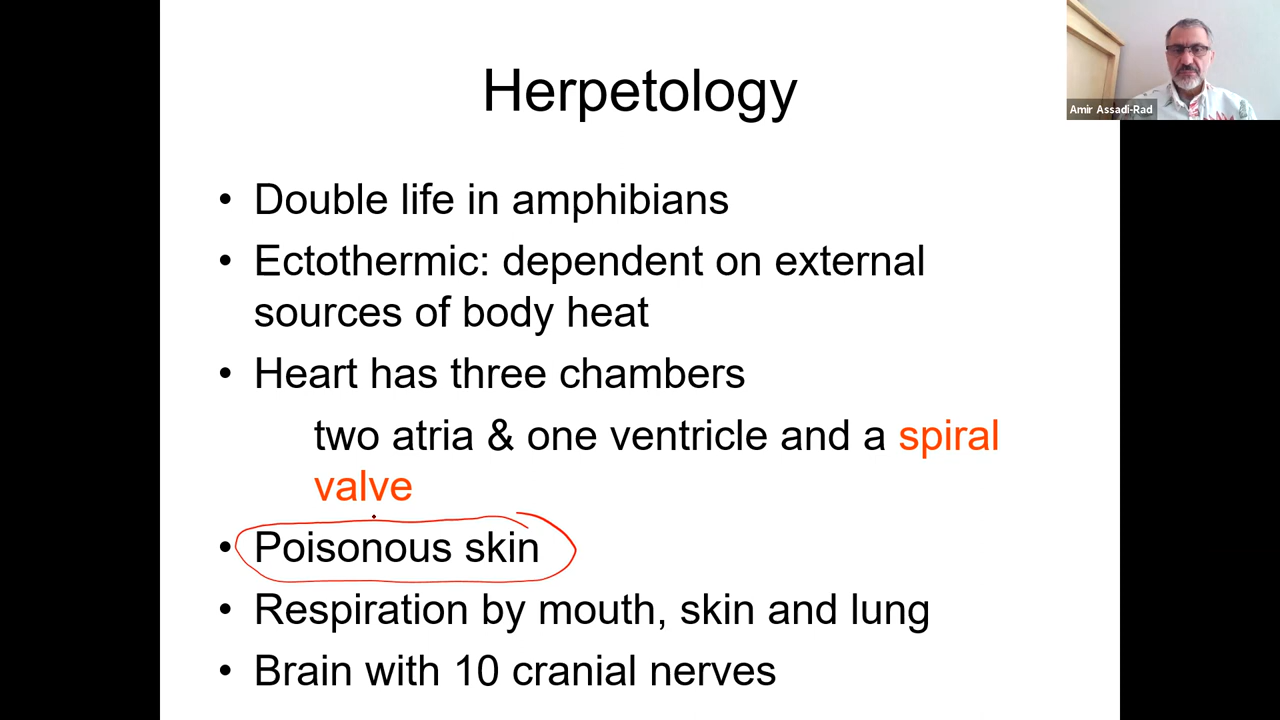 Herpetology
Amir Assadi-Rad
• Double life in amphibians
• Ectothermic: dependent on external
sources of body heat
• Heart has three chambers
two atria & one ventricle and a spiral
valve
• Poisonous skin
• Respiration by mouth, skin and lung
• Brain with 10 cranial nerves